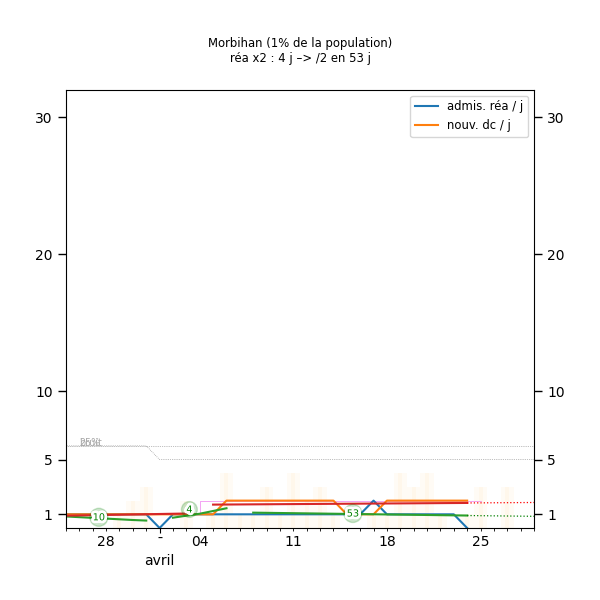 Morbihan (1% de la population)
réa x2 : 4 j –> /2 en 53 j
admis. réa / j
nouv. dc / j
30 30
20 20
10 10
5 5
1 1
-10 4 -53
28 - 04 11 18 25
avril